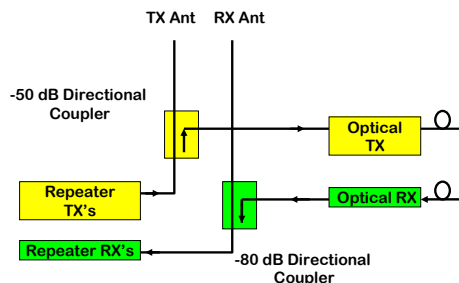 TX Ant RX Ant
-50 dB Directional
Coupler
Optical
TX
Repeater
TX's
Optical RX
Repeater RX's
-80 dB Directional
Coupler